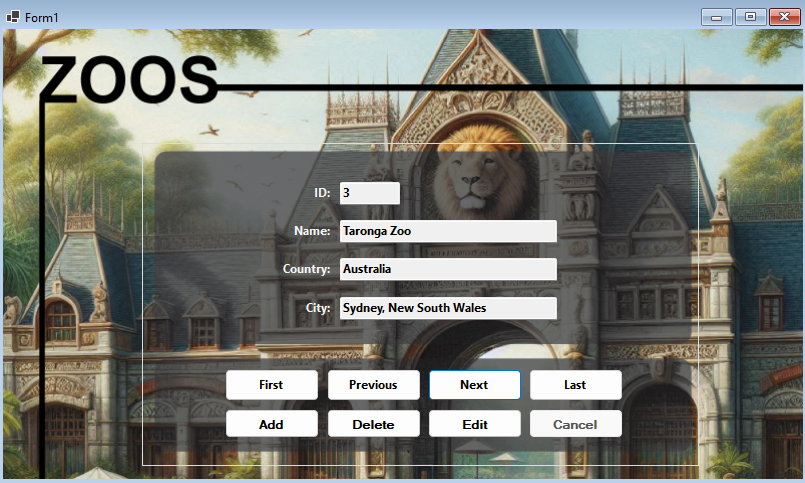 Form1
ZOOS
ID: 3
Name: Taronga Zoo
Country: Australia
City: Sydney, New South Wales
First Previous Next Last
Add Delete Edit Cancel